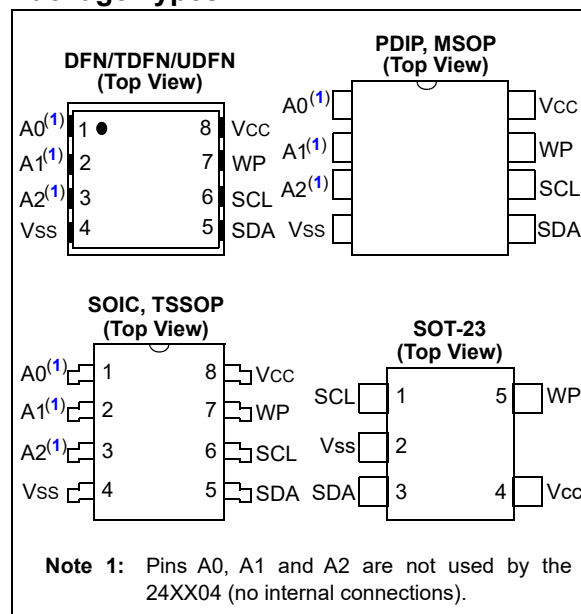 DFN/TDFN/UDFN
(Top View)
A0(1) 1 8 VCC
A1(1) 2 7 WP
A2(1) 3 6 SCL
VSS 4 5 SDA
PDIP, MSOP
(Top View)
A0(1) VCC
A1(1) WP
A2(1) SCL
VSS SDA
SOIC, TSSOP
(Top View)
A0(1) 1 8 VCC
A1(1) 2 7 WP
A2(1) 3 6 SCL
VSS 4 5 SDA
SOT-23
(Top View)
SCL 1 5 WP
Vss 2
SDA 3 4 Vcc
Note 1: Pins A0, A1 and A2 are not used by the
24XX04 (no internal connections).